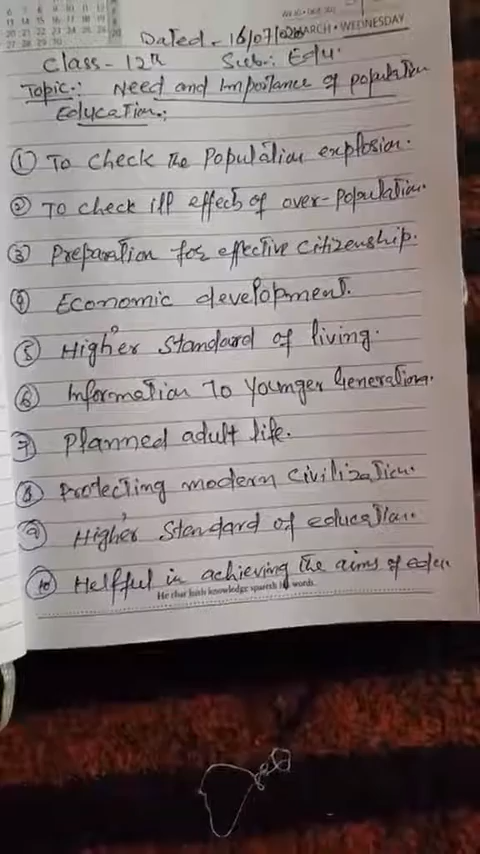 MARCH • WEDNESDAY
Dated - 16/07/020
Class - 12th Sub:. Edu.
Topic:. Need and Importance of population
Education:.
① To check the Population explosion.
② To check ill effects of over-population.
③ Preparation for effective citizenship.
④ Economic development.
⑤ Higher Standard of living.
⑥ Information To Younger Generation.
⑦ Planned adult life.
⑧ Protecting modern civilization.
⑨ Higher Standard of education.
⑩ Helpful in achieving the aims of edu
He that hath knowledge spareth his words.